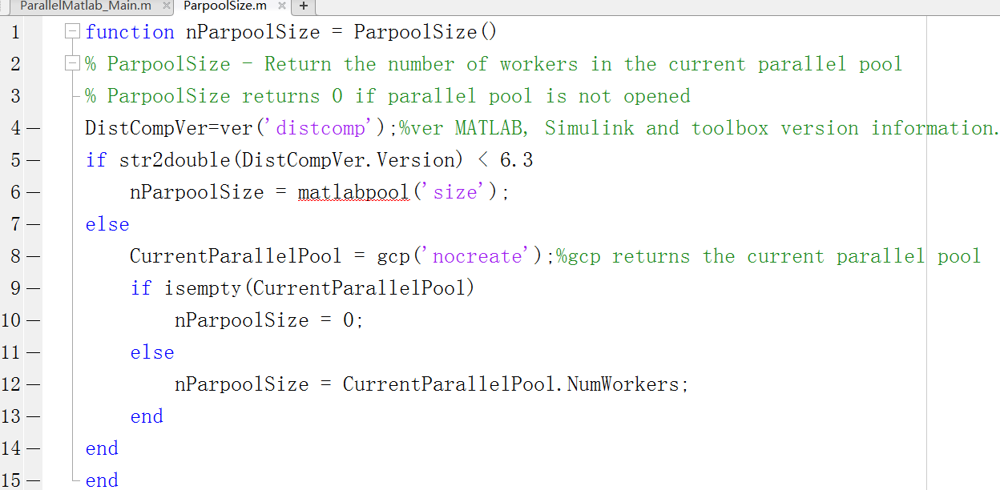 ParallelMatlab_Main.m × ParpoolSize.m × +
1 function nParpoolSize = ParpoolSize()
2 % ParpoolSize - Return the number of workers in the current parallel pool
3 % ParpoolSize returns 0 if parallel pool is not opened
4 DistCompVer=ver('distcomp');%ver MATLAB, Simulink and toolbox version information.
5 if str2double(DistCompVer.Version) < 6.3
6 nParpoolSize = matlabpool('size');
7 else
8 CurrentParallelPool = gcp('nocreate');%gcp returns the current parallel pool
9 if isempty(CurrentParallelPool)
10 nParpoolSize = 0;
11 else
12 nParpoolSize = CurrentParallelPool.NumWorkers;
13 end
14 end
15 end